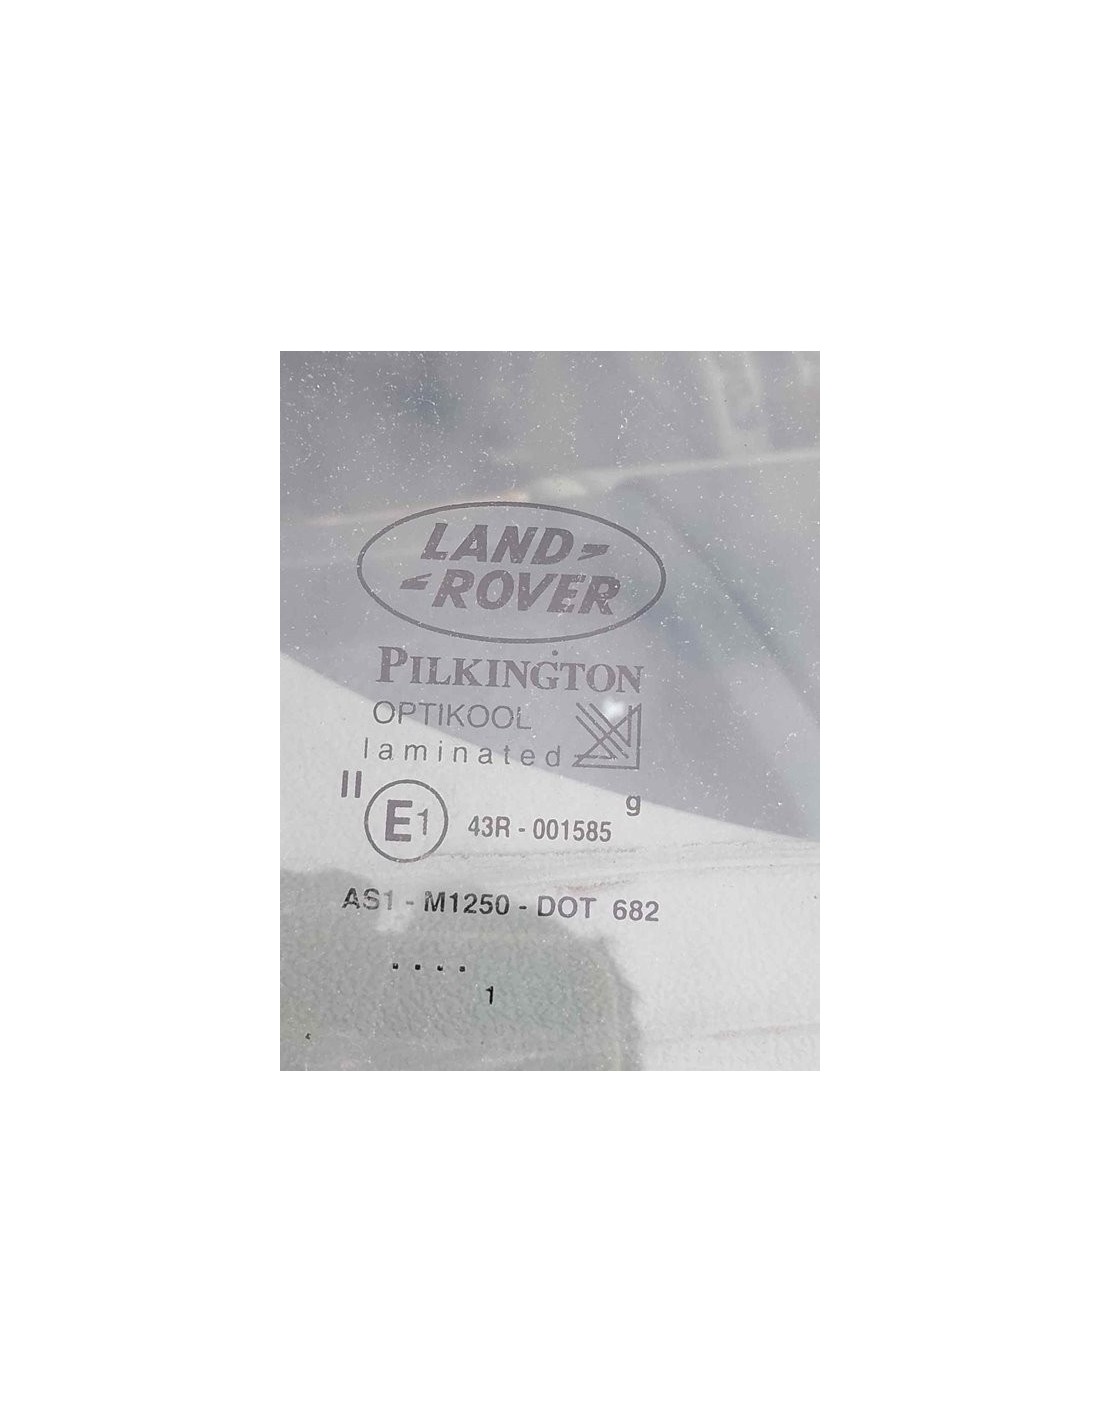 LAND
ROVER
PILKINGTON
OPTIKOOL
laminated
II
E1 43R - 001585
g
AS1 - M1250 - DOT 682
. . . .
1